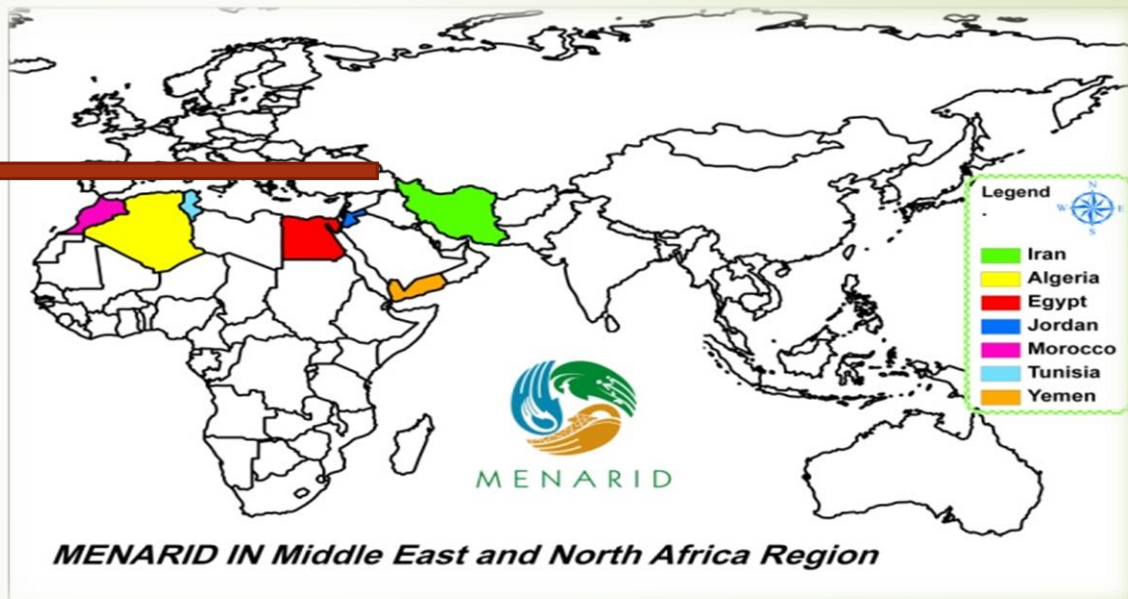 Legend
N
W E
S
Iran
Algeria
Egypt
Jordan
Morocco
Tunisia
Yemen
MENARID
MENARID IN Middle East and North Africa Region